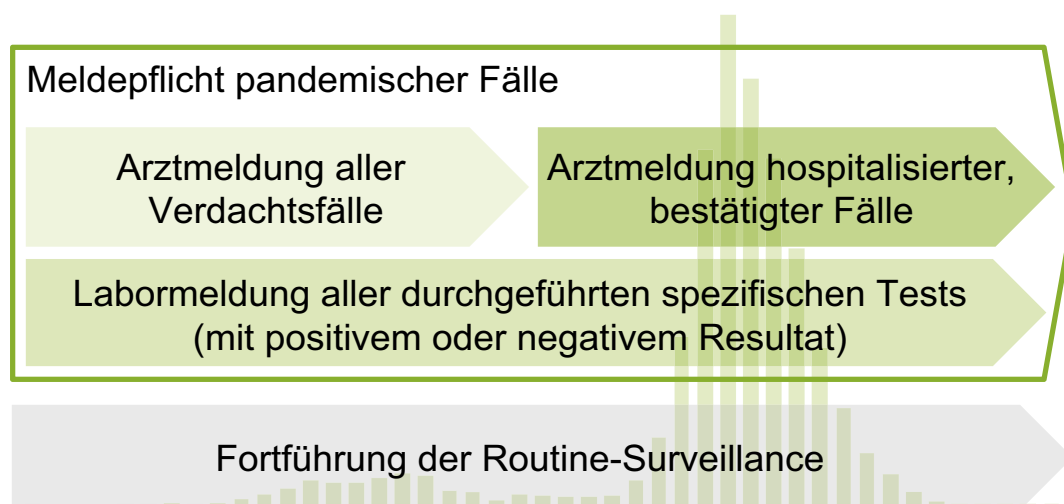 Meldepflicht pandemischer Fälle
Arztmeldung aller
Verdachtsfälle
Arztmeldung hospitalisierter,
bestätigter Fälle
Labormeldung aller durchgeführten spezifischen Tests
(mit positivem oder negativem Resultat)
Fortführung der Routine-Surveillance